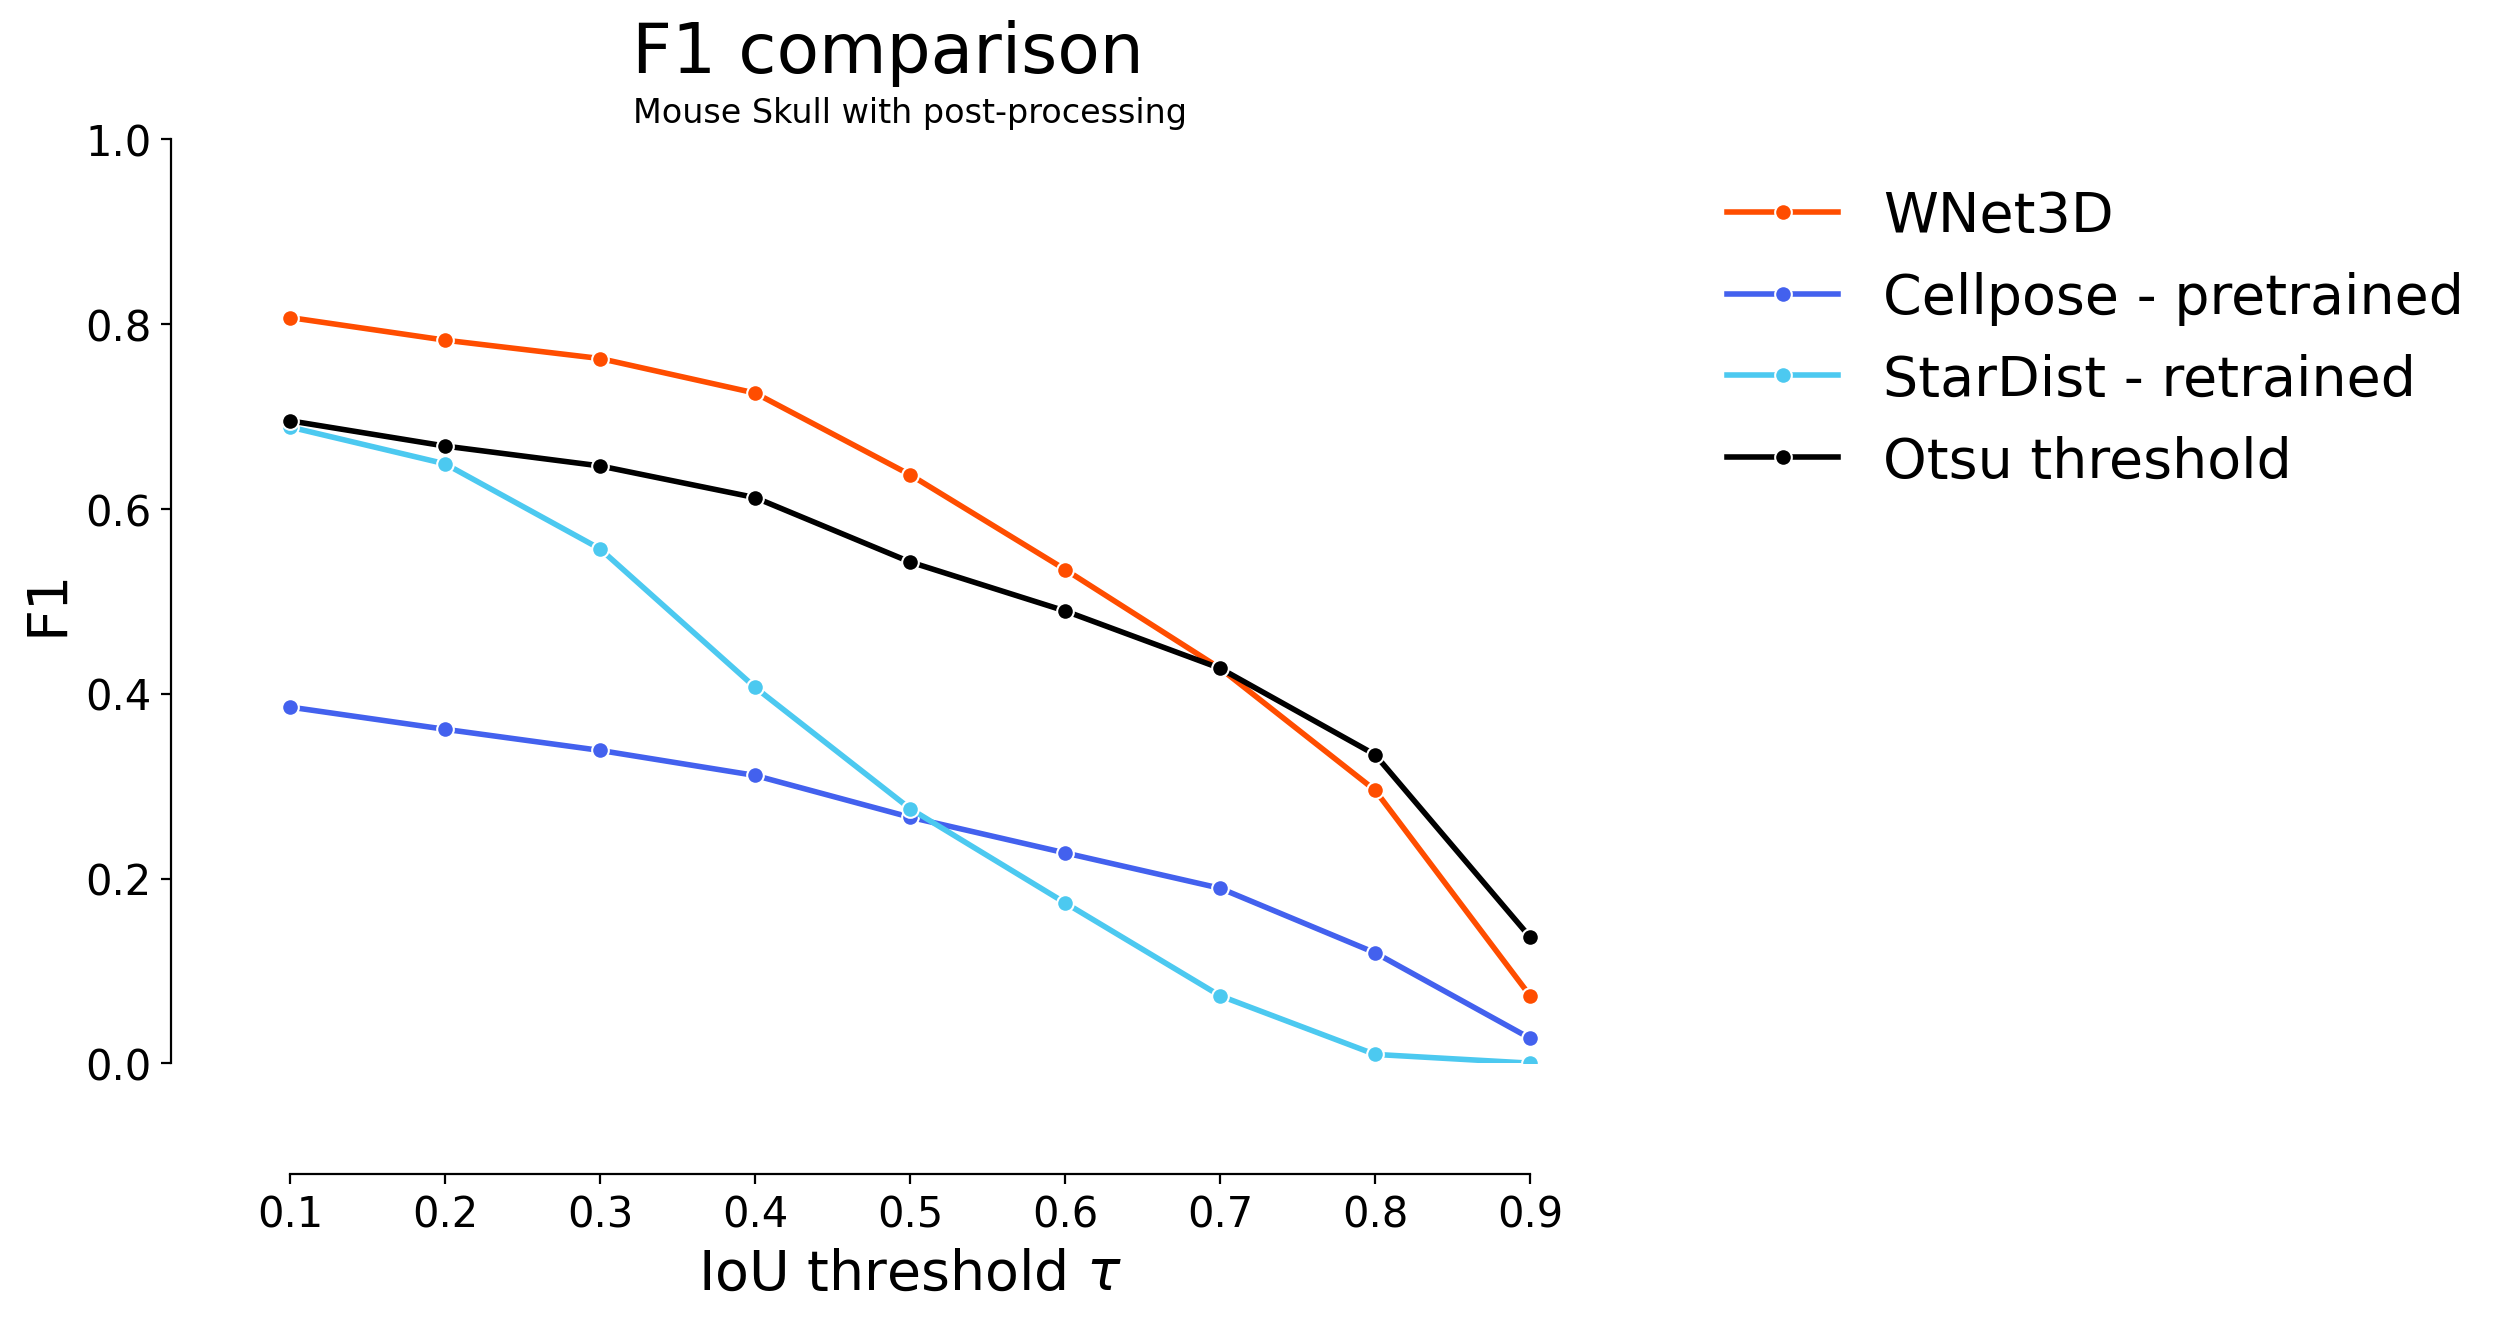 F1 comparison
Mouse Skull with post-processing
1.0
0.8
0.6
0.4
0.2
0.0
F1
0.1 0.2 0.3 0.4 0.5 0.6 0.7 0.8 0.9
IoU threshold τ
WNet3D
Cellpose - pretrained
StarDist - retrained
Otsu threshold